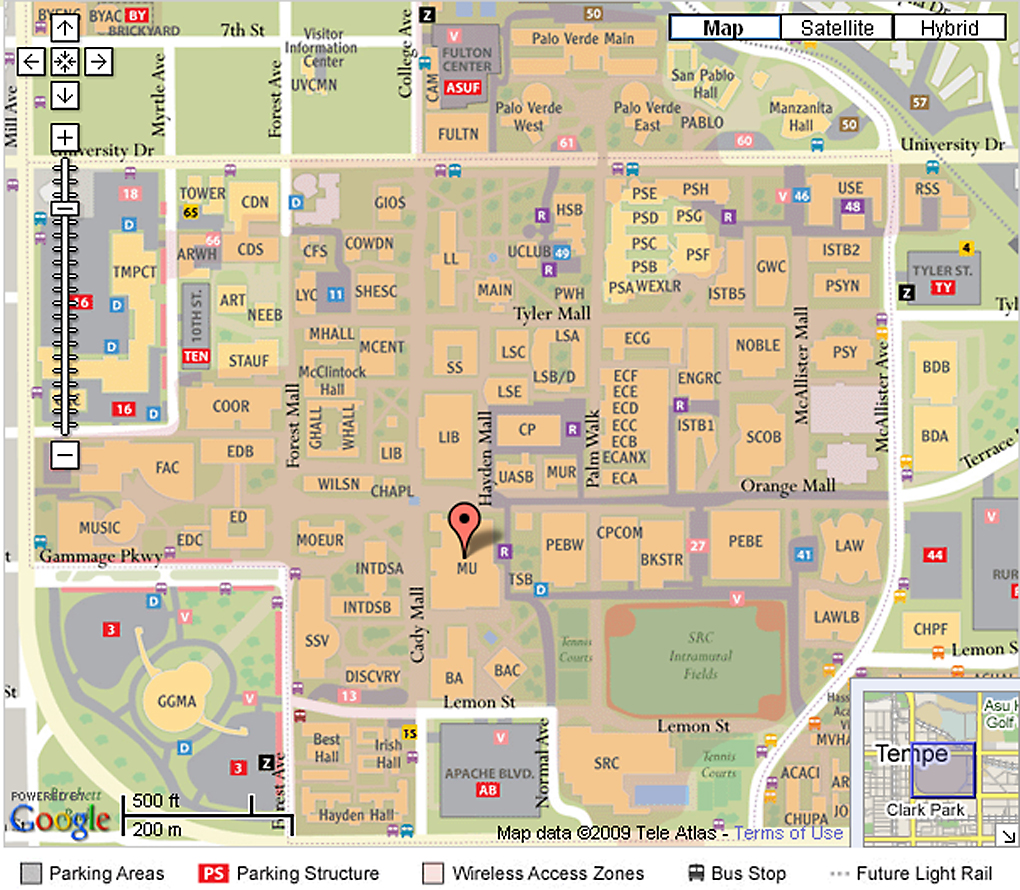 BYENG BYAC BY
BRICKYARD
7th St
Visitor
Information
Center
UVCMN
College Ave
Z
V
FULTON
CENTER
ASUF
CAM
FULTN
50
Palo Verde Main
Map
Satellite
Hybrid
San Pablo
Hall
Palo Verde
West
Palo Verde
East
PABLO
Manzanita
Hall
50
57
Mill Ave
Myrtle Ave
Forest Ave
University Dr
61
60
University Dr
18
TOWER
65
CDN
D
GIOS
R
HSB
PSE
PSH
V
46
USE
48
RSS
D
66
ARWH
CDS
CFS
COWDN
LL
UCLUB
49
R
PSD
PSG
R
PSC
PSF
PSB
GWC
ISTB2
4
TMPCT
LYC
11
SHESC
MAIN
PWH
PSA
WEXLR
ISTB5
PSYN
TYLER ST.
TY
Z
D
10TH ST.
ART
NEEB
Tyler Mall
TEN
STAUF
MHALL
MCENT
McClintock
Hall
SS
LSC
LSA
LSB/D
LSE
ECG
NOBLE
PSY
McAllister Mall
McAllister Ave
BDB
D
16
D
COOR
Forest Mall
GHALL
WHALL
LIB
LIB
Hayden Mall
CP
R
Palm Walk
ECF
ECE
ECD
ECC
ECB
ECANX
ECA
ENGRC
R
ISTB1
SCOB
BDA
Terrace
EDB
FAC
WILSN
CHAPL
UASB
MUR
Orange Mall
MUSIC
ED
EDC
MOEUR
MU
R
TSB
D
PEBW
CPCOM
BKSTR
27
PEBE
41
LAW
44
V
RUR
Gammage Pkwy
INTDSA
INTDSB
Cady Mall
V
LAWLB
CHPF
Lemon S
D
3
V
GGMA
V
D
3
Z
SSV
DISCVRY
13
BA
BAC
Lemon St
Tennis
Courts
SRC
Intramural
Fields
Lemon St
Tennis
Courts
Best
Hall
Irish
Hall
15
Hayden Hall
Forest Ave
V
APACHE BLVD.
AB
Normal Ave
SRC
MVHA
ACACI
CHUPA
Tempe
Clark Park
POWERED BY
Google
500 ft
200 m
Map data ©2009 Tele Atlas - Terms of Use
Parking Areas
PS Parking Structure
Wireless Access Zones
Bus Stop
Future Light Rail